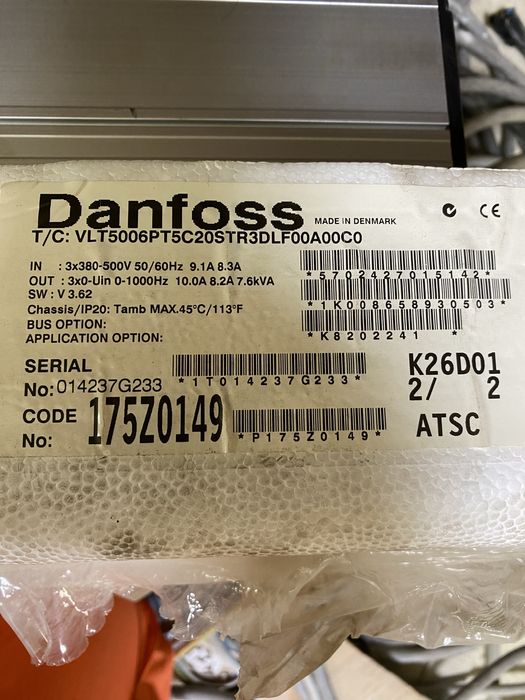 Danfoss MADE IN DENMARK CE
T/C: VLT5006PT5C20STR3DLF00A00C0
IN : 3x380-500V 50/60Hz 9.1A 8.3A
OUT : 3x0-Uin 0-1000Hz 10.0A 8.2A 7.6kVA
SW : V 3.62
Chassis/IP20: Tamb MAX.45°C/113°F
BUS OPTION:
APPLICATION OPTION:
*5702427015142*
*1K008658930503*
*K8202241 *
SERIAL
No: 014237G233
*1T014237G233*
K26D01
2/ 2
CODE
No: 175Z0149
*P175Z0149*
ATSC